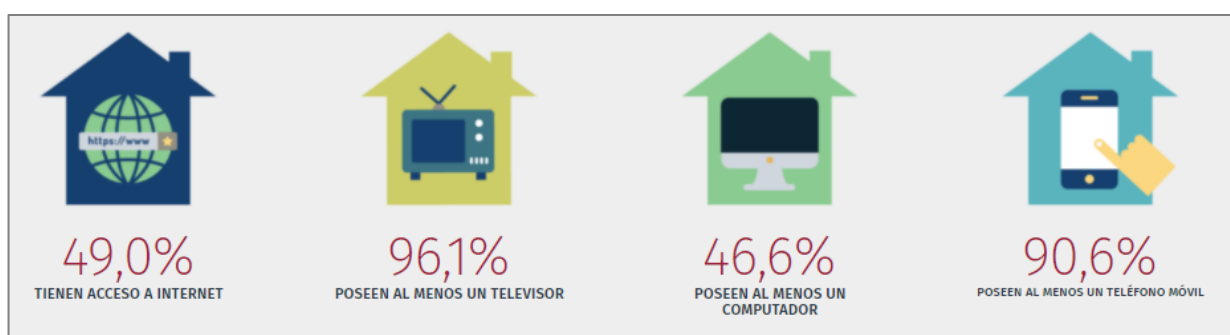 https://www
49,0%
TIENEN ACCESO A INTERNET
96,1%
POSEEN AL MENOS UN TELEVISOR
46,6%
POSEEN AL MENOS UN
COMPUTADOR
90,6%
POSEEN AL MENOS UN TELÉFONO MÓVIL